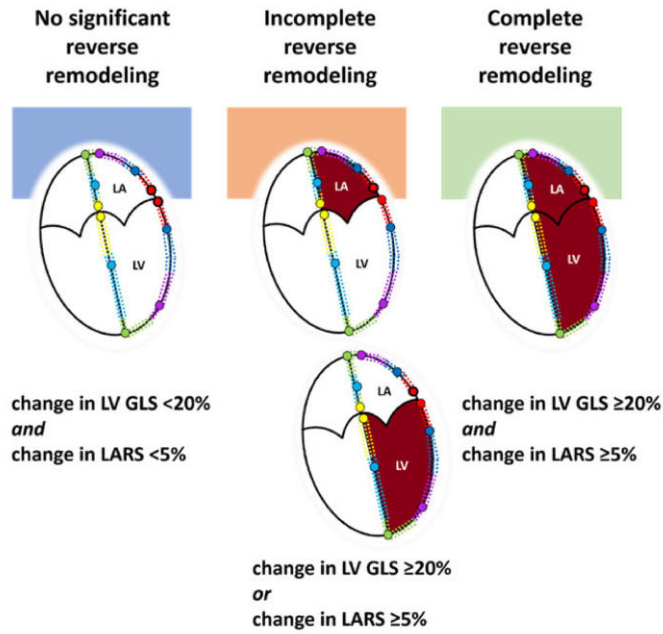 No significant
reverse
remodeling
Incomplete
reverse
remodeling
Complete
reverse
remodeling
LA
LV
LA
LV
LA
LV
LA
LV
change in LV GLS <20%
and
change in LARS <5%
change in LV GLS ≥20%
or
change in LARS ≥5%
change in LV GLS ≥20%
and
change in LARS ≥5%